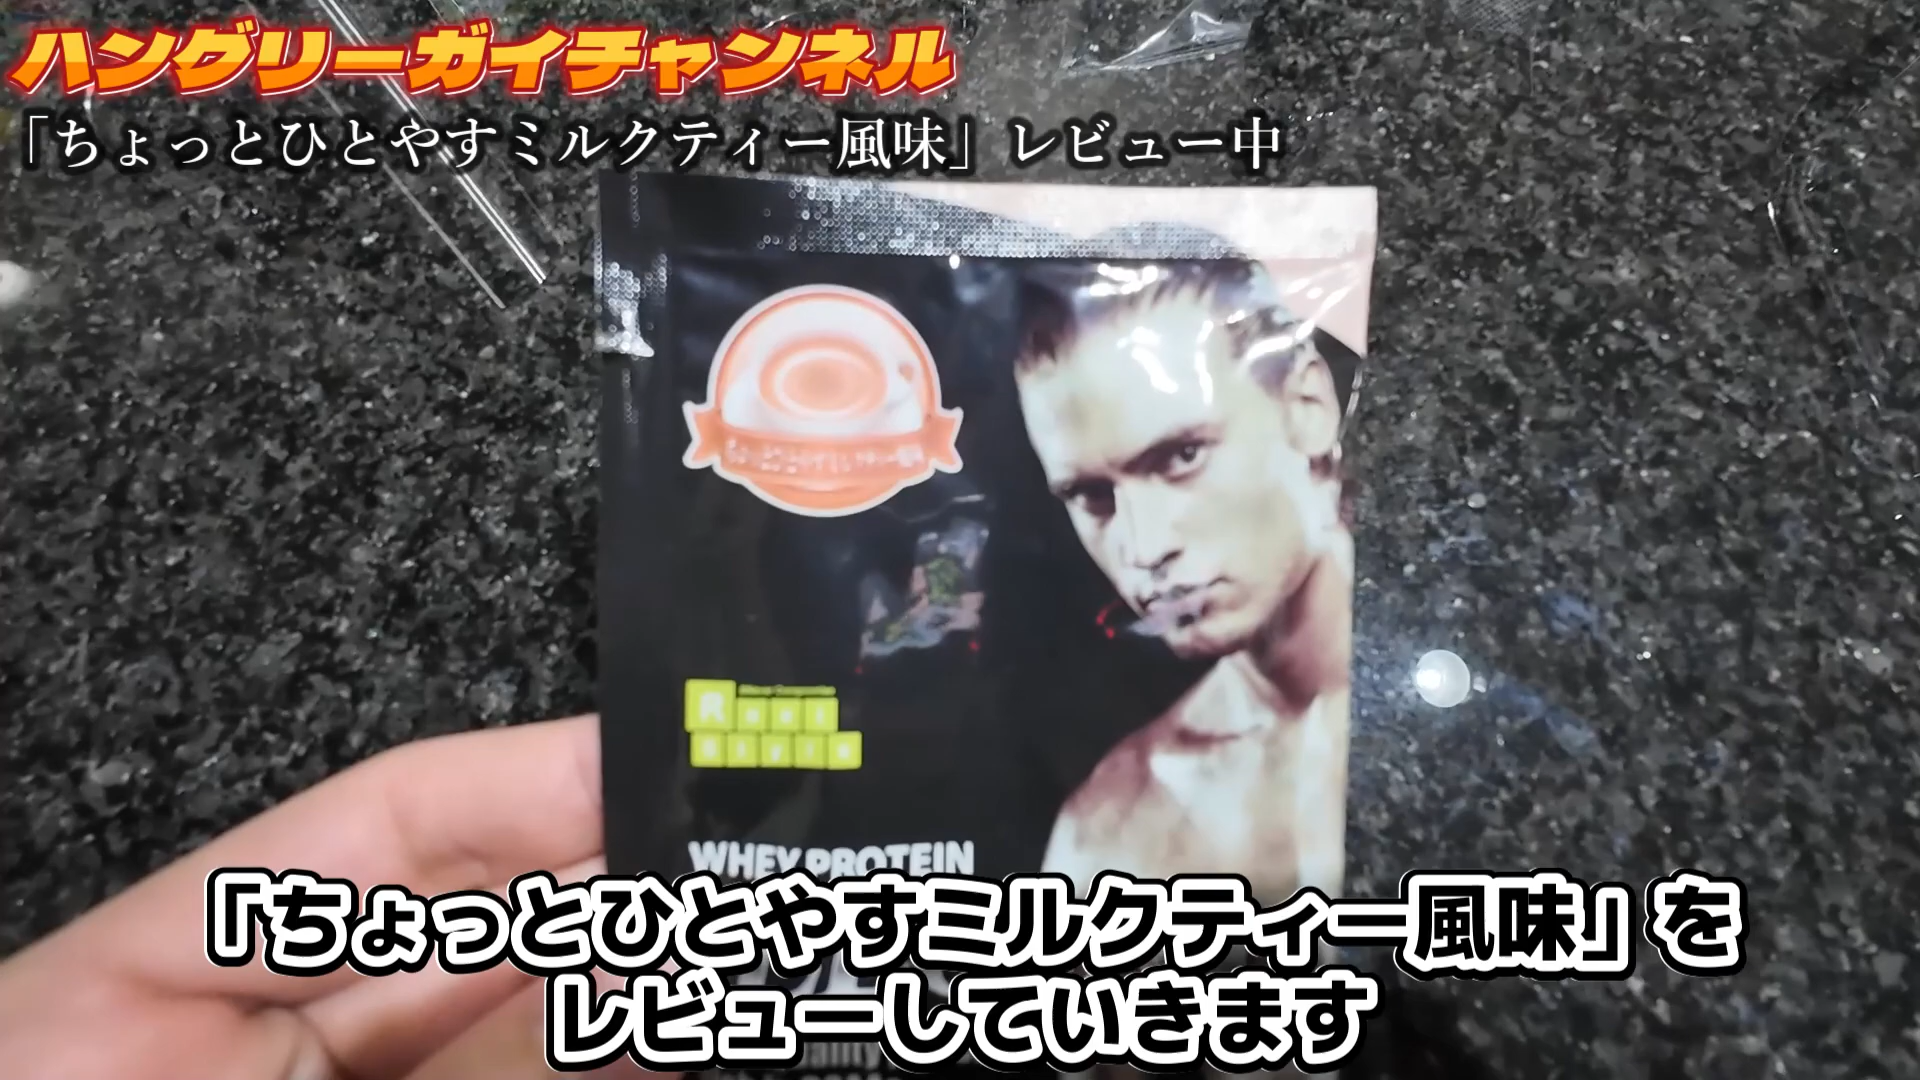 ハングリーガイチャンネル
「ちょっとひとやすミルクティー風味」レビュー中
Real
Style
WHEY PROTEIN
「ちょっとひとやすミルクティー風味」を
レビューしていきます